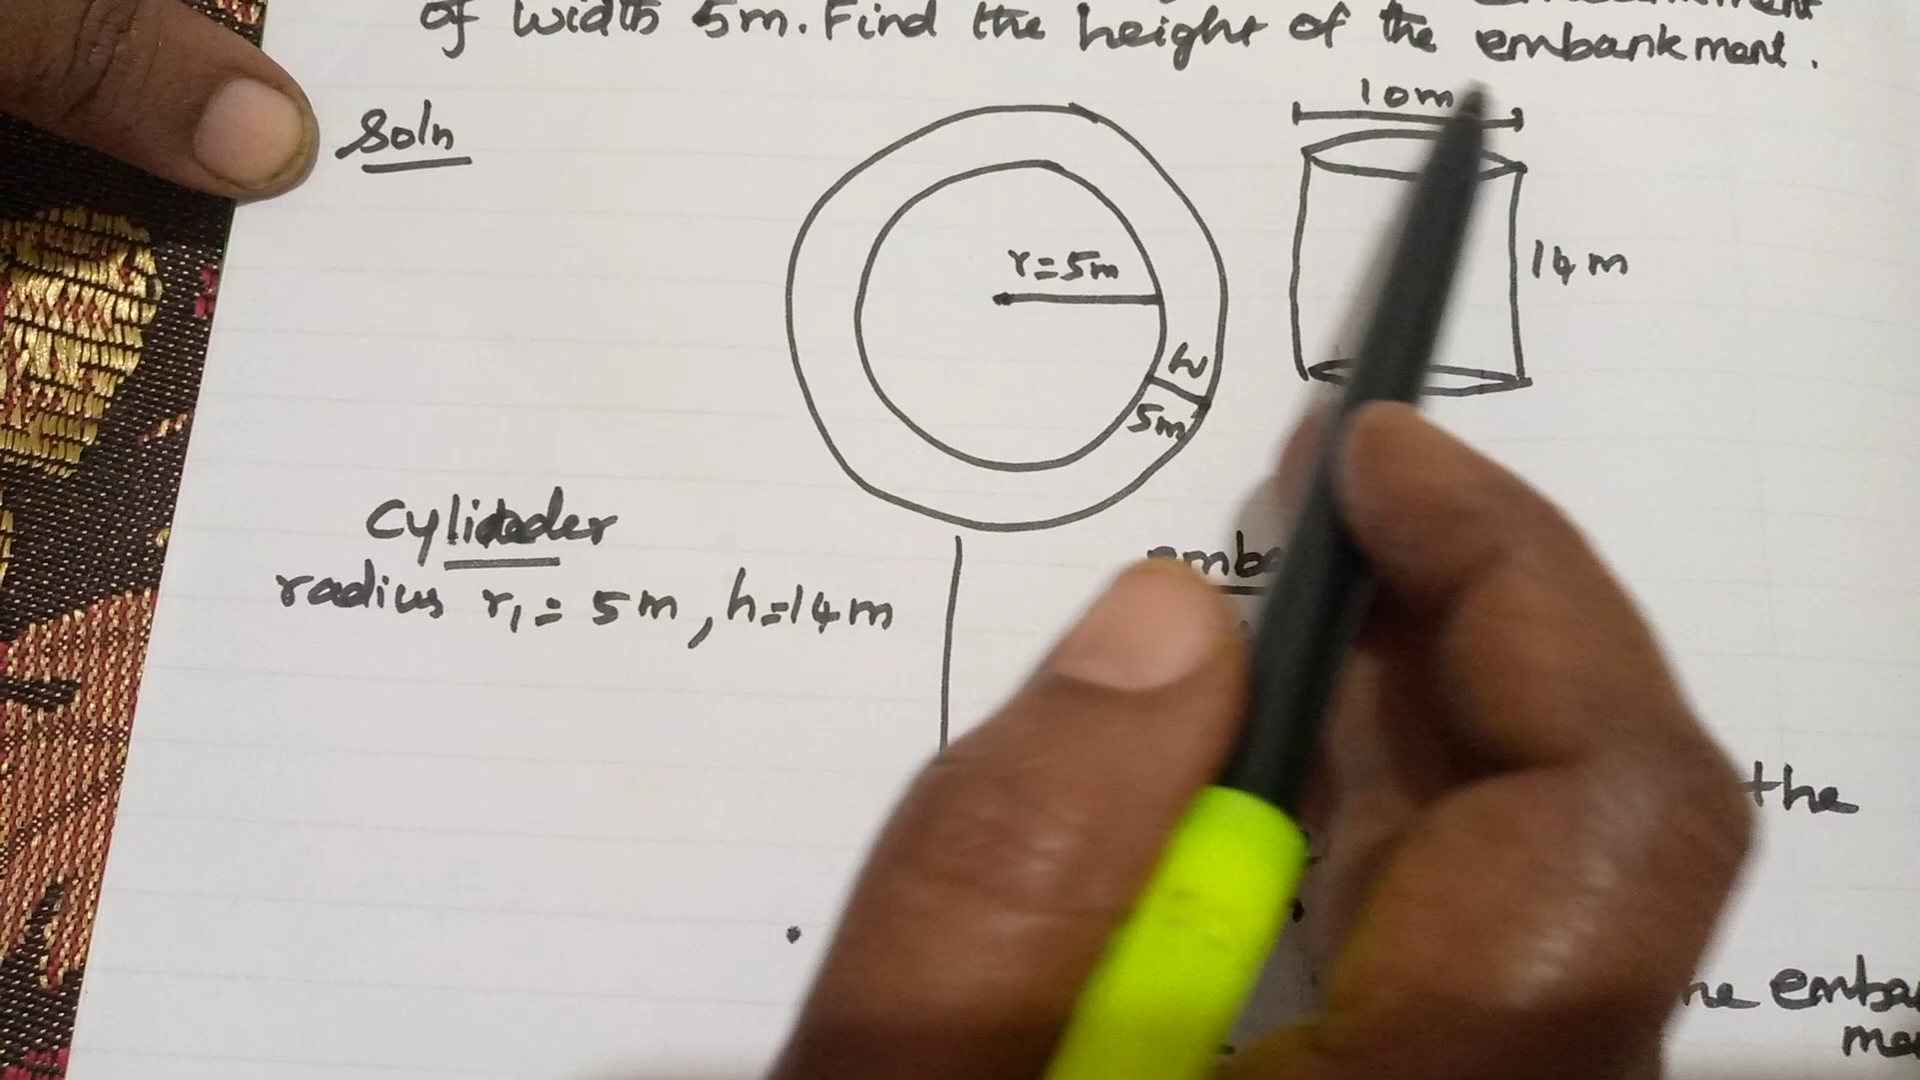 of width 5m. Find the height of the embankment.
Soln
10m
r=5m
14m
w
5m
Cylinder
radius r₁ = 5m, h=14m
the